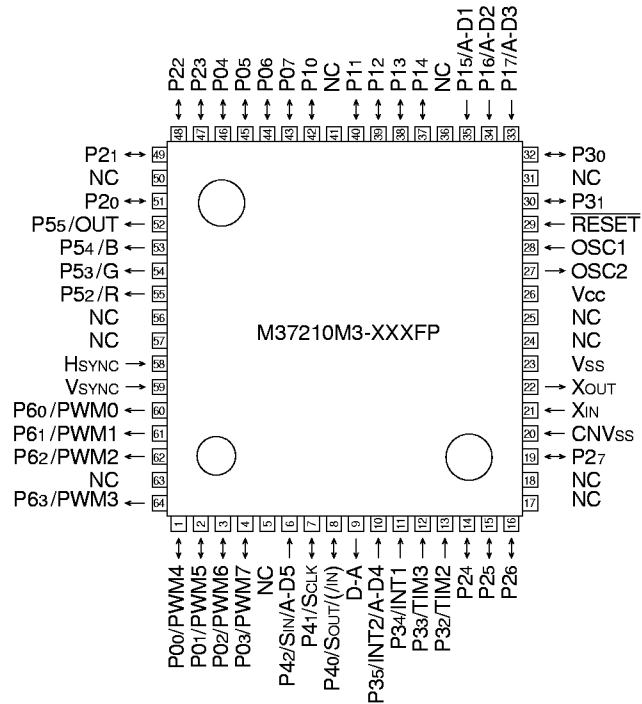 P22
P23
P04
P05
P06
P07
P10
NC
P11
P12
P13
P14
NC
P15/A-D1
P16/A-D2
P17/A-D3
48
47
46
45
44
43
42
41
40
39
38
37
36
35
34
33
P21 49
NC 50
P20 51
P55/OUT 52
P54/B 53
P53/G 54
P52/R 55
NC 56
NC 57
HSYNC 58
VSYNC 59
P60/PWM0 60
P61/PWM1 61
P62/PWM2 62
NC 63
P63/PWM3 64
M37210M3-XXXFP
32 P30
31 NC
30 P31
29 RESET
28 OSC1
27 OSC2
26 Vcc
25 NC
24 NC
23 VSS
22 XOUT
21 XIN
20 CNVSS
19 P27
18 NC
17 NC
1
2
3
4
5
6
7
8
9
10
11
12
13
14
15
16
P00/PWM4
P01/PWM5
P02/PWM6
P03/PWM7
NC
P42/SIN/A-D5
P41/SCLK
P40/SOUT/(/IN)
D-A
P35/INT2/A-D4
P34/INT1
P33/TIM3
P32/TIM2
P24
P25
P26